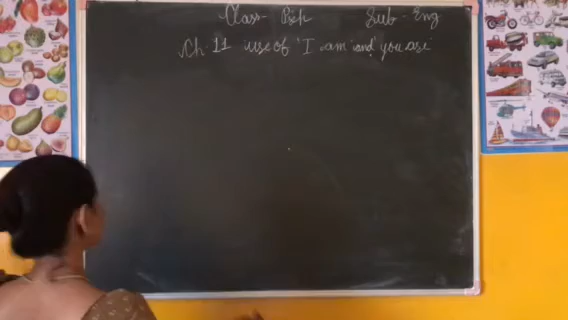 Class- Prep Sub - Eng
Ch. 11 use of 'I am' and 'you are'